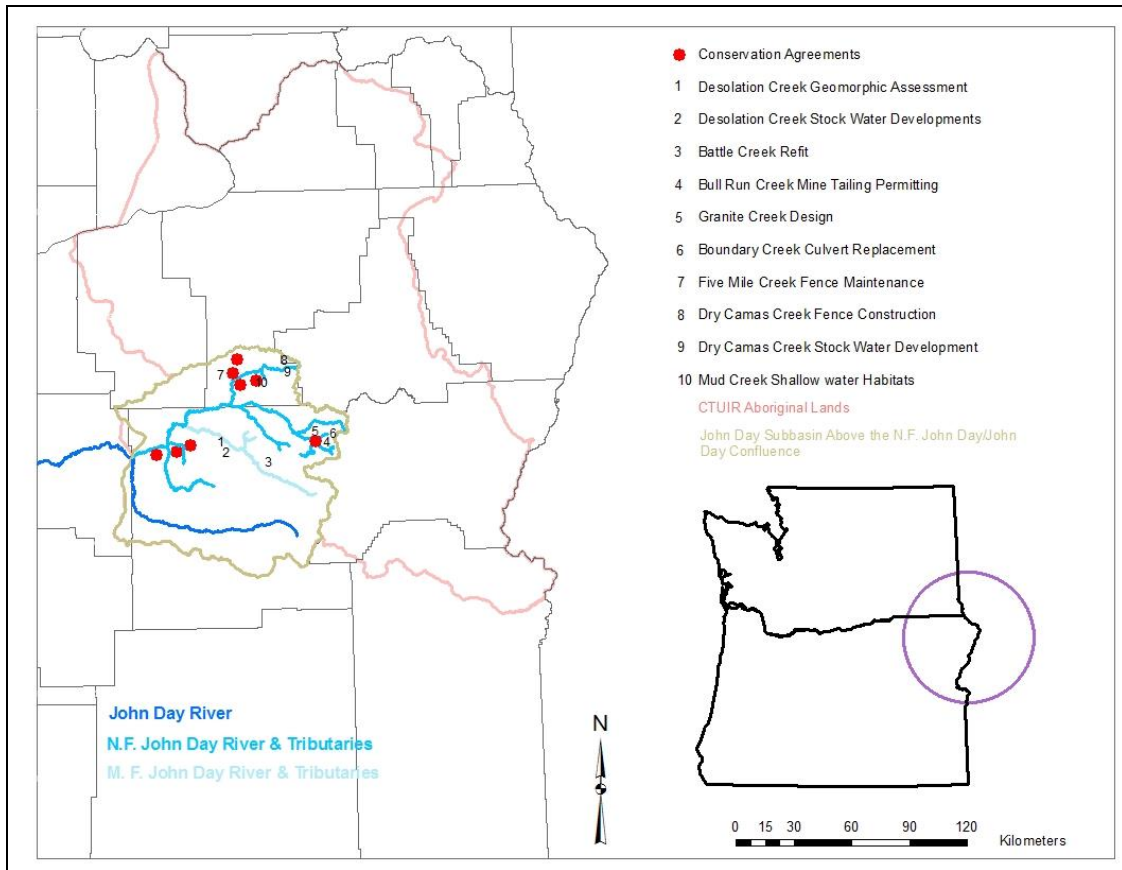 Conservation Agreements
1 Desolation Creek Geomorphic Assessment
2 Desolation Creek Stock Water Developments
3 Battle Creek Refit
4 Bull Run Creek Mine Tailing Permitting
5 Granite Creek Design
6 Boundary Creek Culvert Replacement
7 Five Mile Creek Fence Maintenance
8 Dry Camas Creek Fence Construction
9 Dry Camas Creek Stock Water Development
10 Mud Creek Shallow water Habitats
CTUIR Aboriginal Lands
John Day Subbasin Above the N.F. John Day/John
Day Confluence
8
7
9
10
5
6
1
4
2
3
John Day River
N.F. John Day River & Tributaries
M. F. John Day River & Tributaries
N
0 15 30 60 90 120
Kilometers